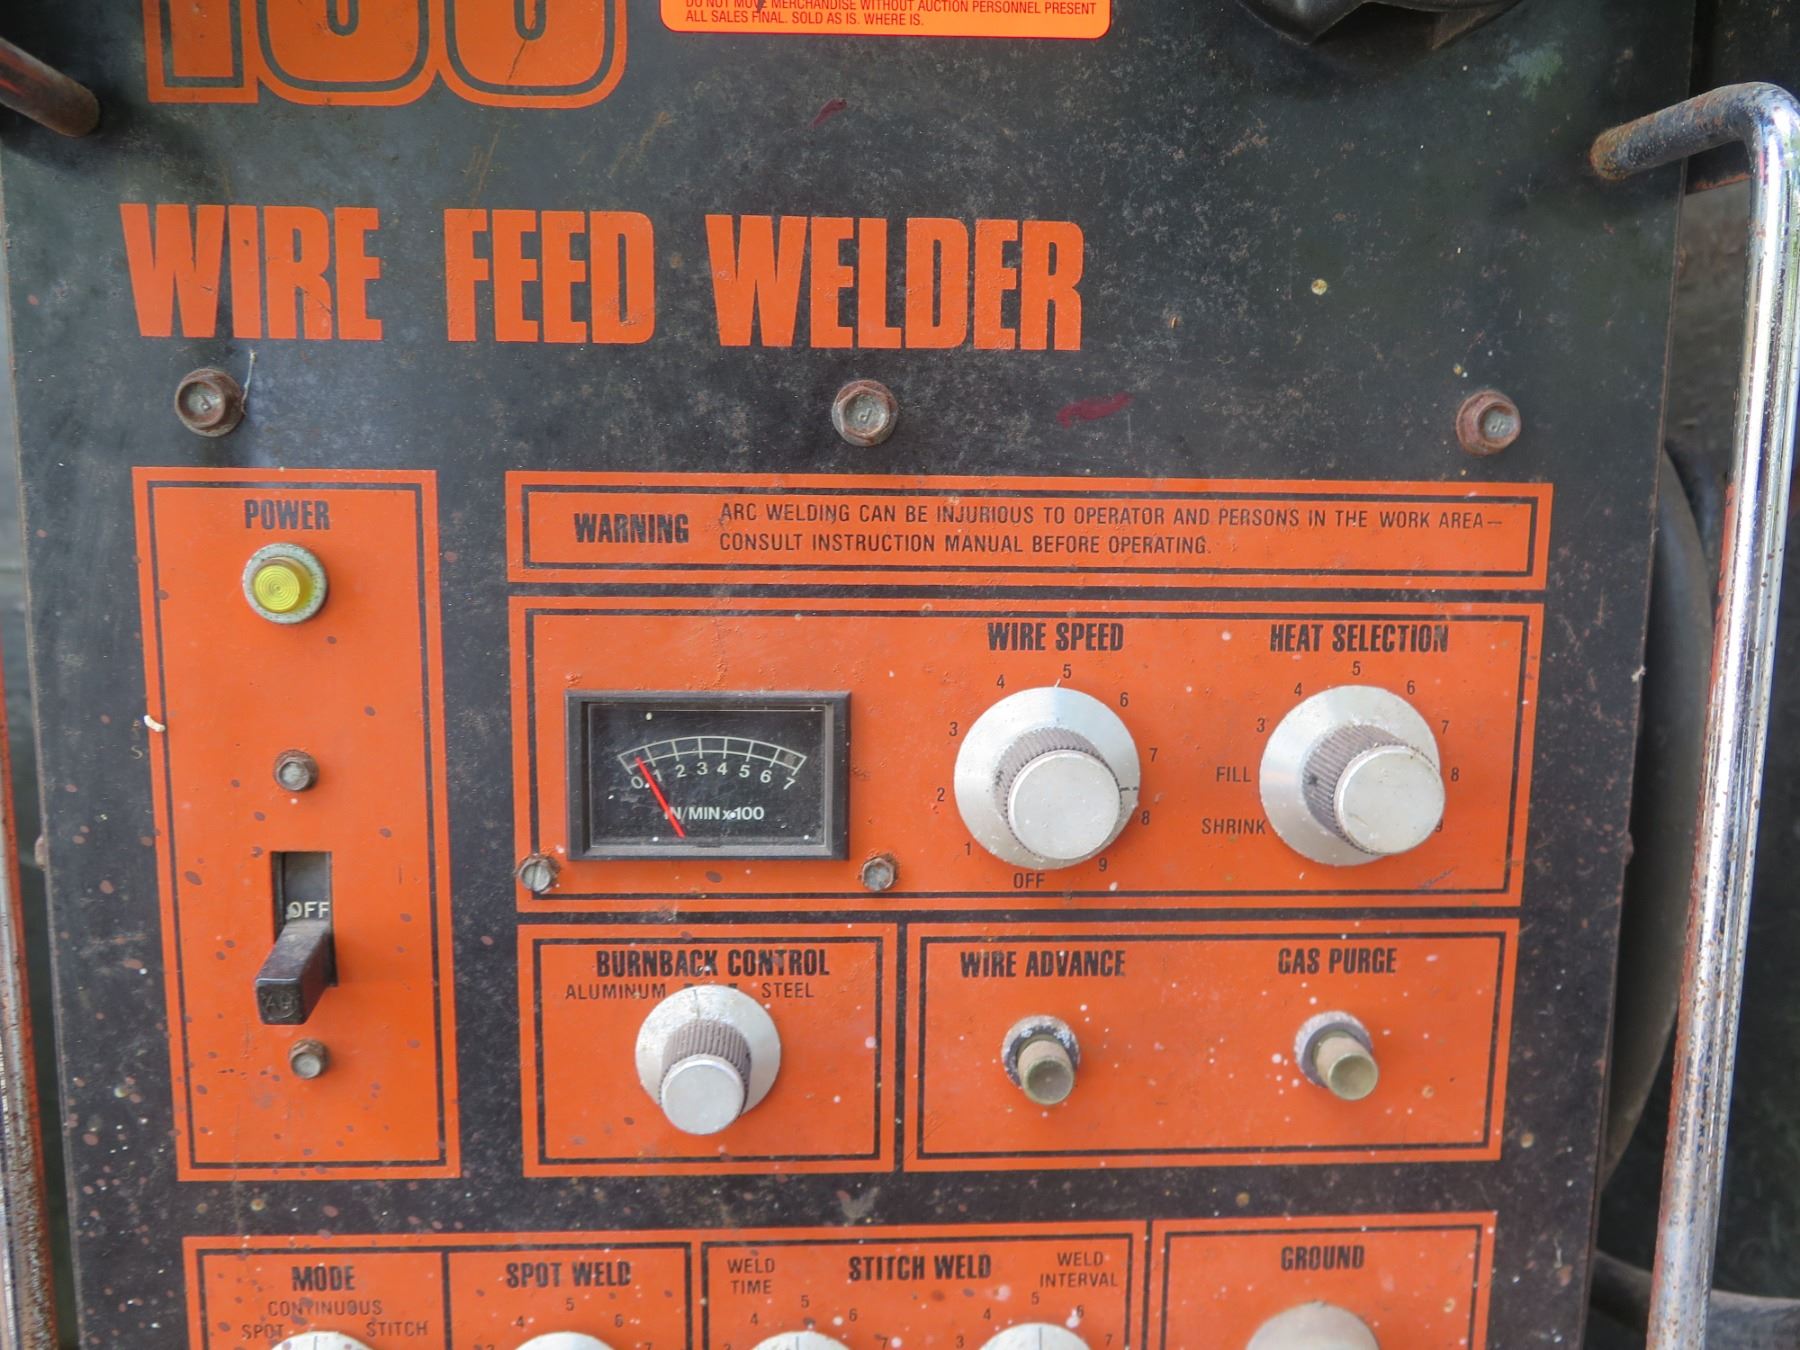 DO NOT MOVE MERCHANDISE WITHOUT AUCTION PERSONNEL PRESENT
ALL SALES FINAL. SOLD AS IS. WHERE IS.
WIRE FEED WELDER
POWER
OFF
WARNING
ARC WELDING CAN BE INJURIOUS TO OPERATOR AND PERSONS IN THE WORK AREA—
CONSULT INSTRUCTION MANUAL BEFORE OPERATING.
0 1 2 3 4 5 6 7
IN/MIN x 100
WIRE SPEED
OFF 1 2 3 4 5 6 7 8 9
HEAT SELECTION
SHRINK FILL 3 4 5 6 7 8 9
BURNBACK CONTROL
ALUMINUM STEEL
WIRE ADVANCE
GAS PURGE
MODE
CONTINUOUS
SPOT STITCH
SPOT WELD
4 5 6
STITCH WELD
WELD
TIME
4 5 6 7
WELD
INTERVAL
3 4 5 6 7
GROUND